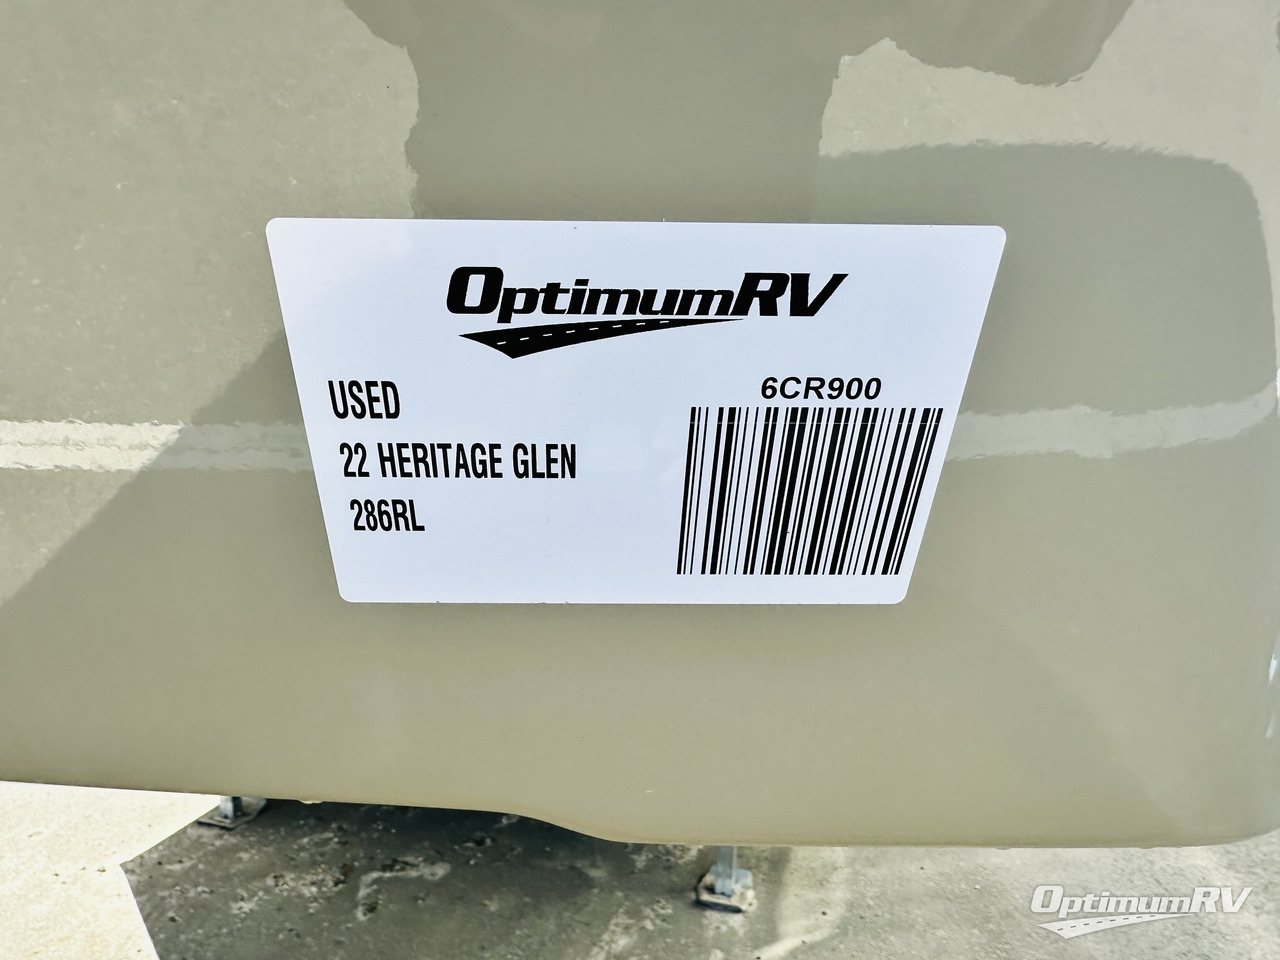 OptimumRV
USED
6CR900
22 HERITAGE GLEN
286RL
OptimumRV